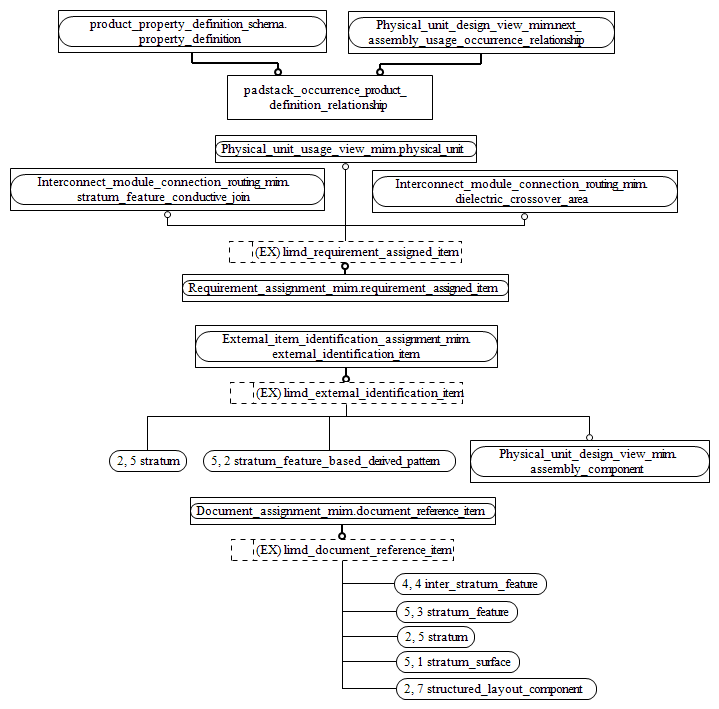 product_property_definition_schema.
property_definition
Physical_unit_design_view_mim.next_
assembly_usage_occurrence_relationship
padstack_occurrence_product_
definition_relationship
Physical_unit_usage_view_mim.physical_unit
Interconnect_module_connection_routing_mim.
stratum_feature_conductive_join
Interconnect_module_connection_routing_mim.
dielectric_crossover_area
(EX) limd_requirement_assigned_item
Requirement_assignment_mim.requirement_assigned_item
External_item_identification_assignment_mim.
external_identification_item
(EX) limd_external_identification_item
2, 5 stratum
5, 2 stratum_feature_based_derived_pattern
Physical_unit_design_view_mim.
assembly_component
Document_assignment_mim.document_reference_item
(EX) limd_document_reference_item
4, 4 inter_stratum_feature
5, 3 stratum_feature
2, 5 stratum
5, 1 stratum_surface
2, 7 structured_layout_component